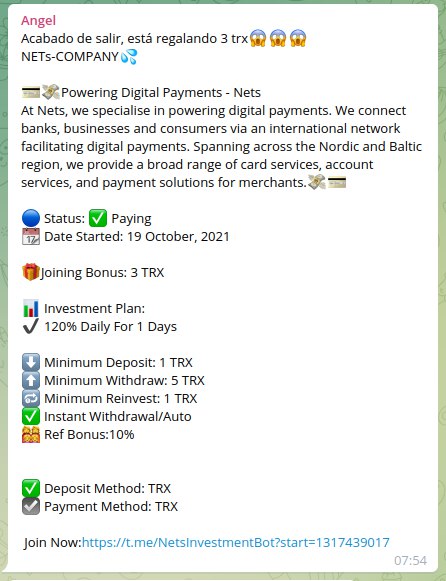 Angel
Acabado de salir, está regalando 3 trx😱😱😱
NETs-COMPANY💦
💳💸Powering Digital Payments - Nets
At Nets, we specialise in powering digital payments. We connect
banks, businesses and consumers via an international network
facilitating digital payments. Spanning across the Nordic and Baltic
region, we provide a broad range of card services, account
services, and payment solutions for merchants.💸💳
🔵 Status: ✅ Paying
📆 Date Started: 19 October, 2021
🎁Joining Bonus: 3 TRX
📊 Investment Plan:
✔️ 120% Daily For 1 Days
⬇️ Minimum Deposit: 1 TRX
⬆️ Minimum Withdraw: 5 TRX
🔁 Minimum Reinvest: 1 TRX
✅ Instant Withdrawal/Auto
👯 Ref Bonus:10%
✅ Deposit Method: TRX
☑️ Payment Method: TRX
Join Now:https://t.me/NetsInvestmentBot?start=1317439017
07:54